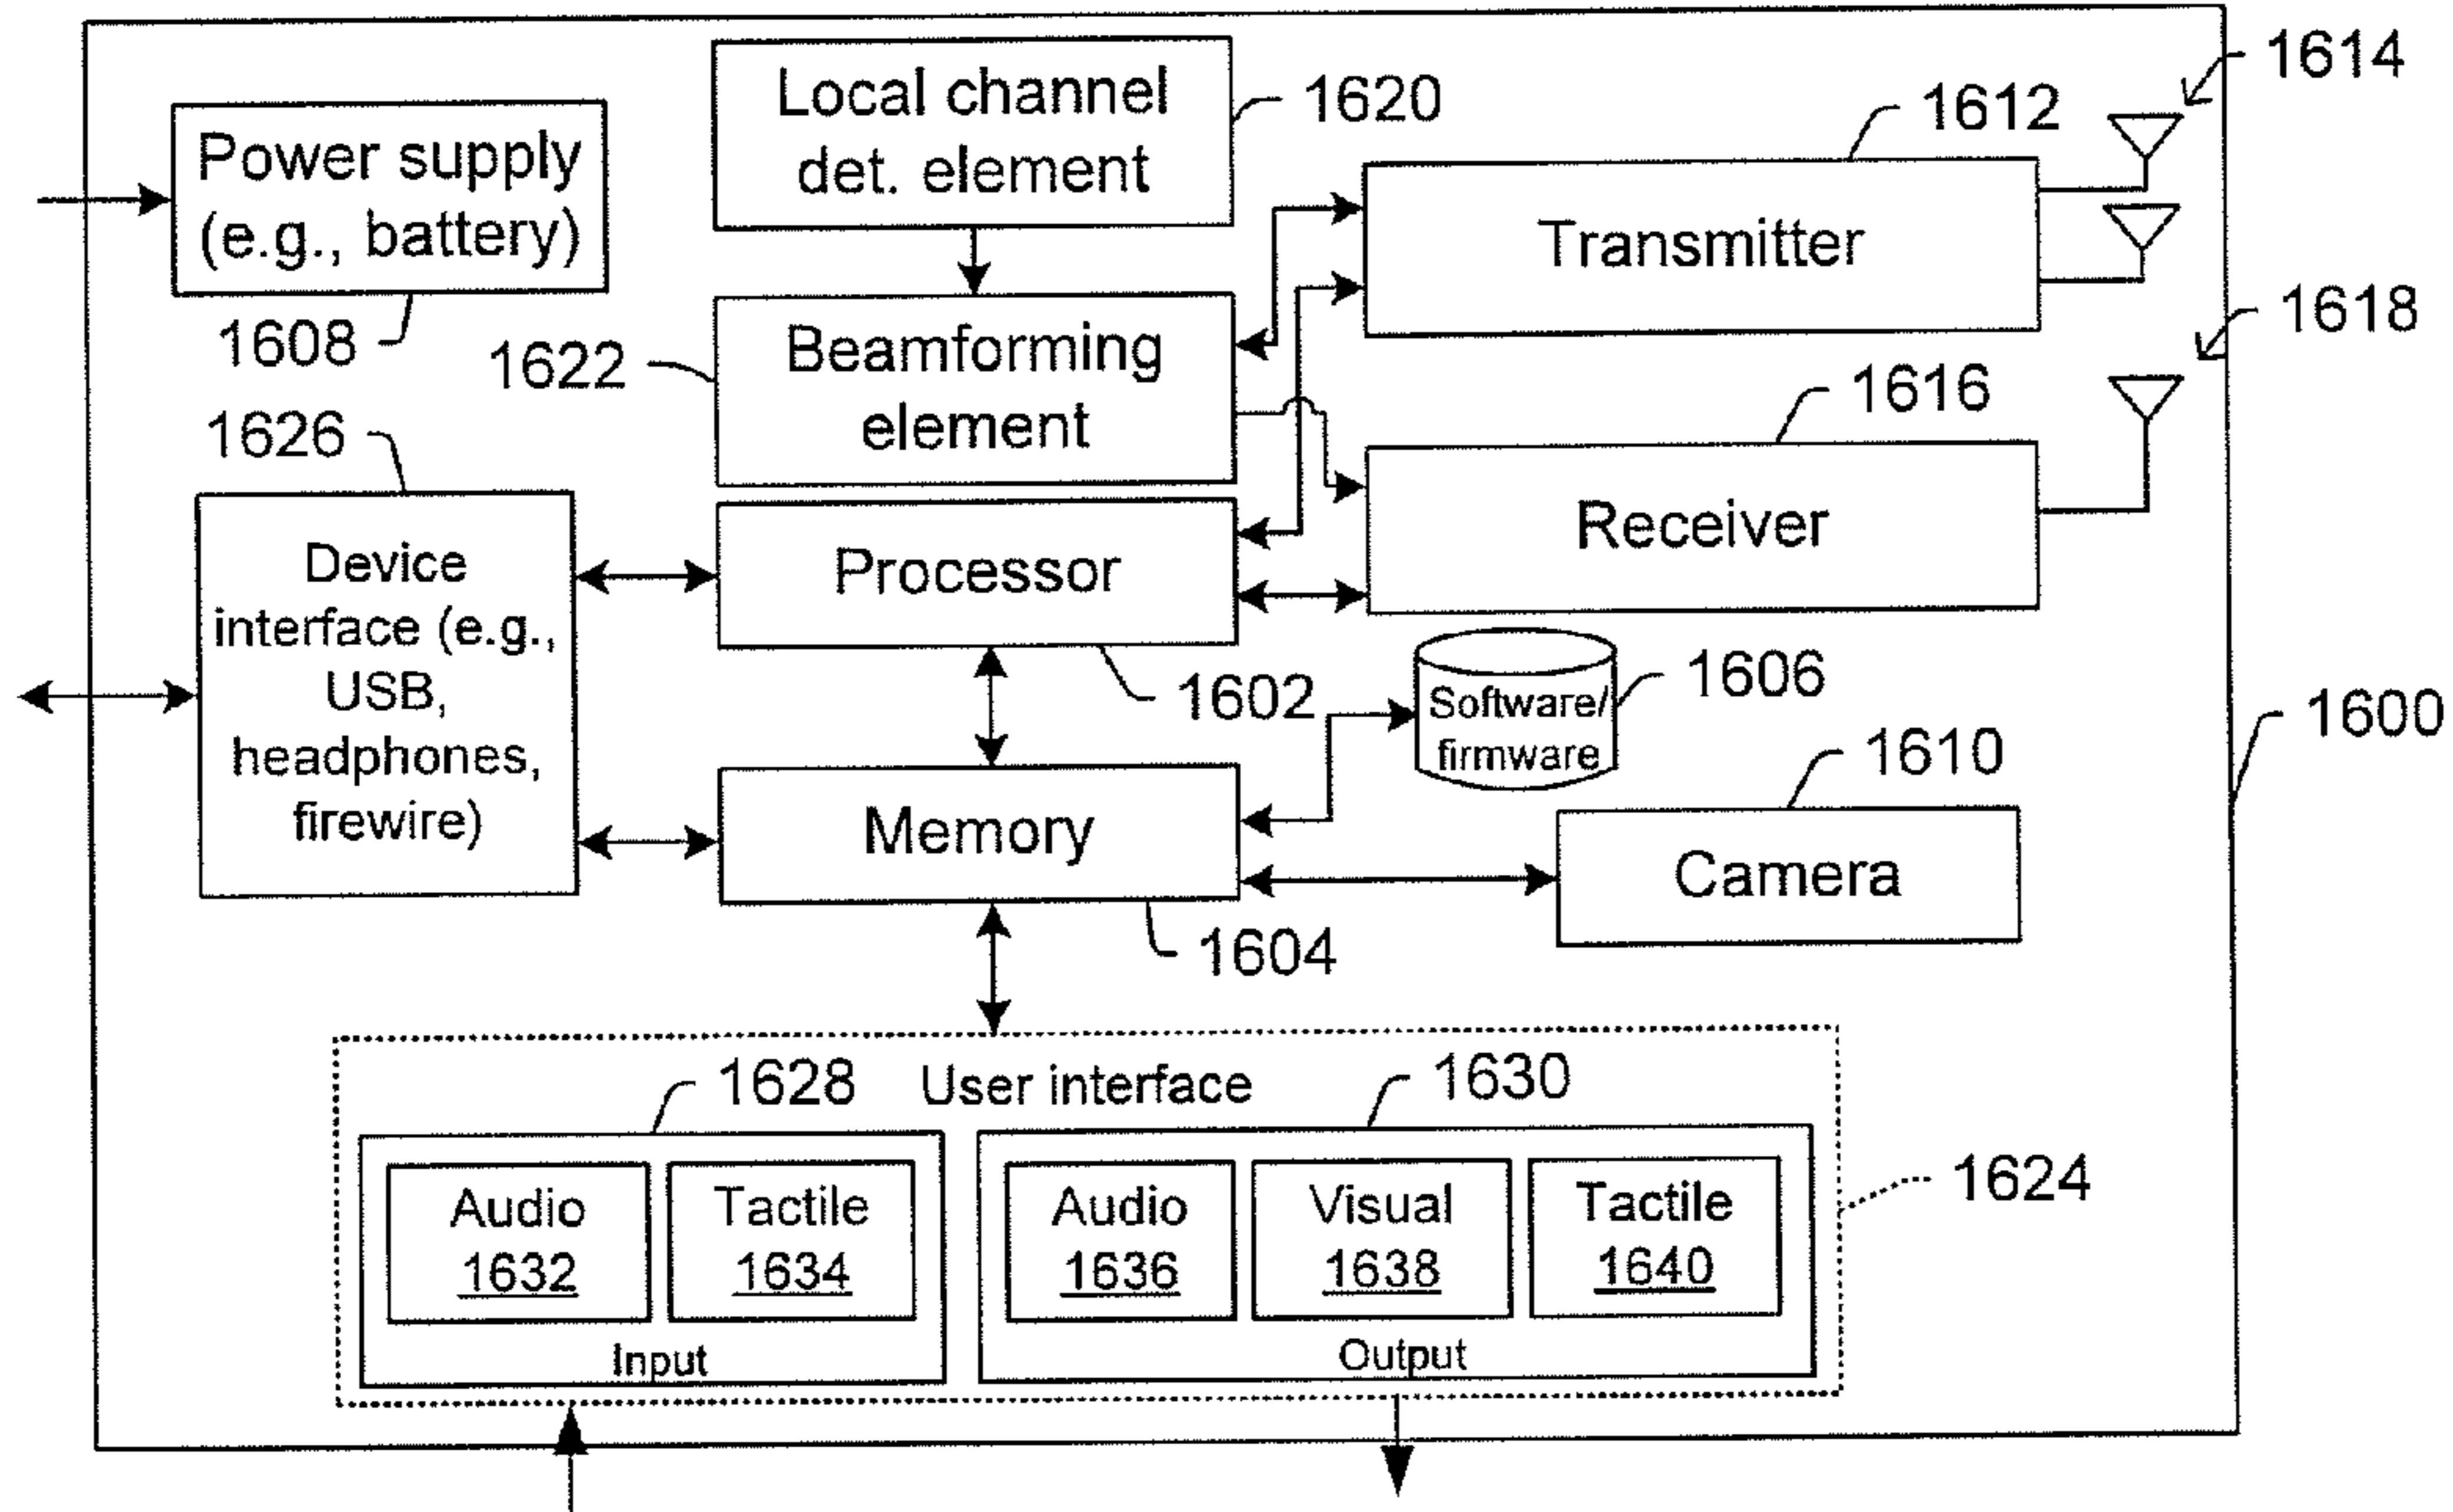 1614
Local channel
det. element
1620
1612
Power supply
(e.g., battery)
1608
Transmitter
1618
Beamforming
element
1622
1616
1626
Receiver
Device
interface (e.g.,
USB,
headphones,
firewire)
Processor
1602
Software/
firmware
1606
1600
1610
Memory
Camera
1604
User interface
1628
1630
Audio
1632
Tactile
1634
Input
Audio
1636
Visual
1638
Tactile
1640
Output
1624